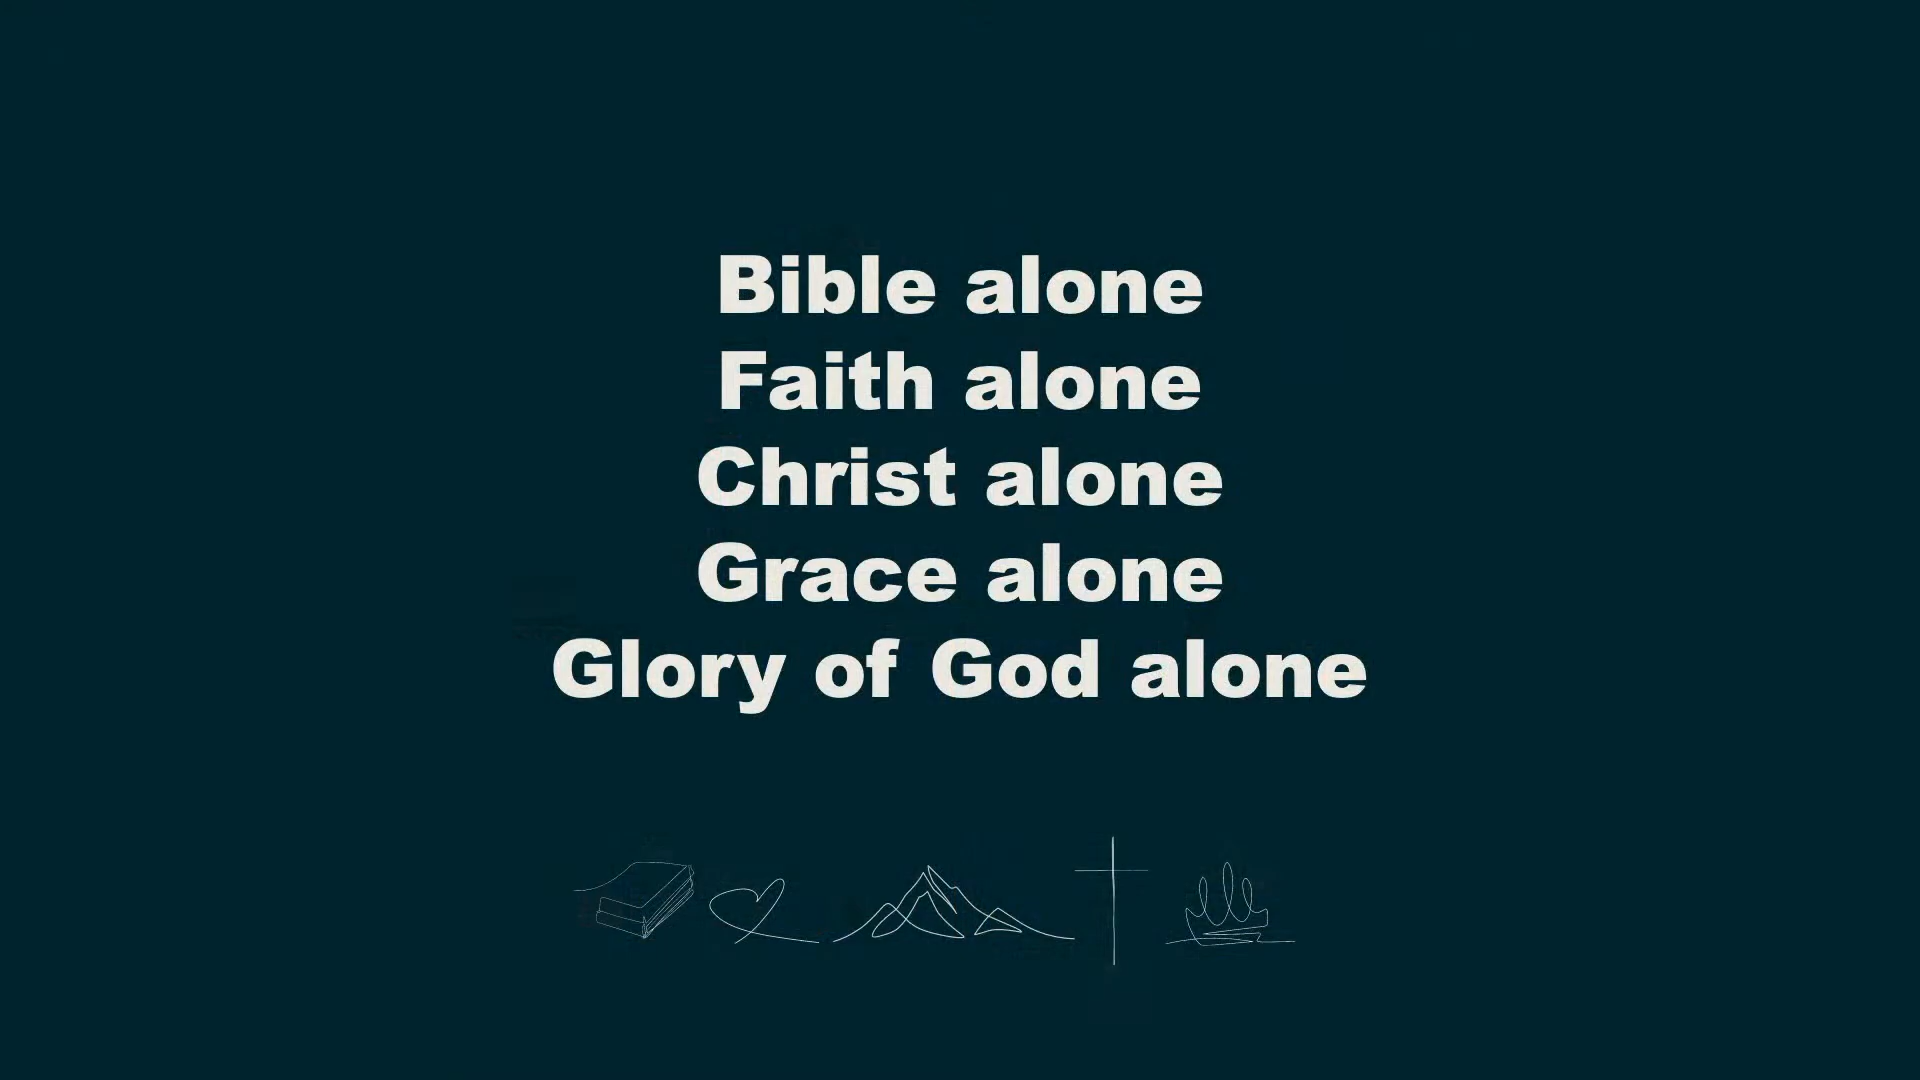 Bible alone
Faith alone
Christ alone
Grace alone
Glory of God alone